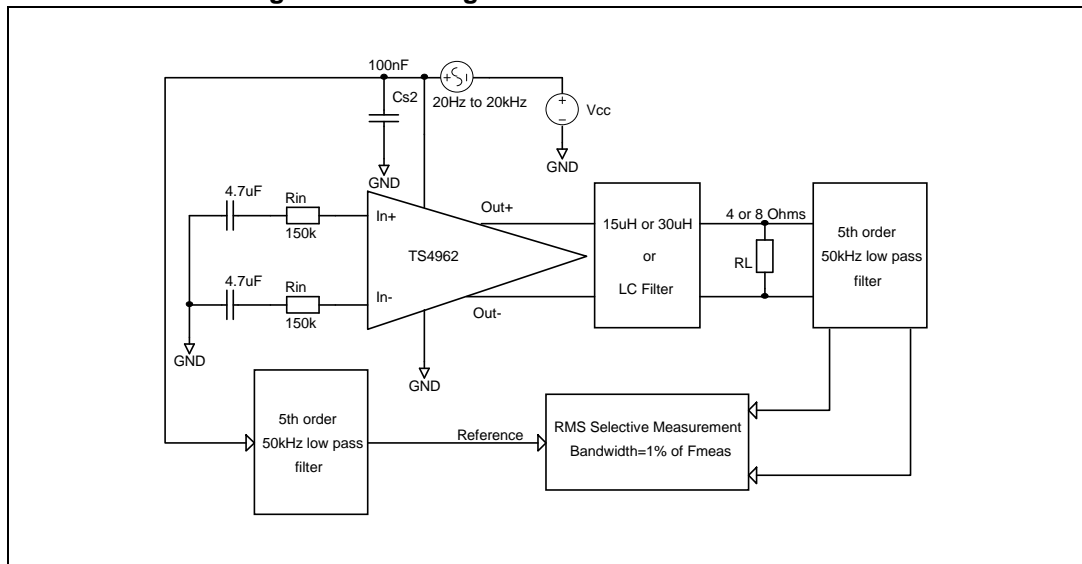 100nF
Cs2
20Hz to 20kHz
Vcc
GND
GND
4.7uF
Rin
150k
In+
TS4962
Out+
15uH or 30uH
or
LC Filter
4 or 8 Ohms
RL
5th order
50kHz low pass
filter
4.7uF
Rin
150k
In-
Out-
GND
GND
5th order
50kHz low pass
filter
Reference
RMS Selective Measurement
Bandwidth=1% of Fmeas